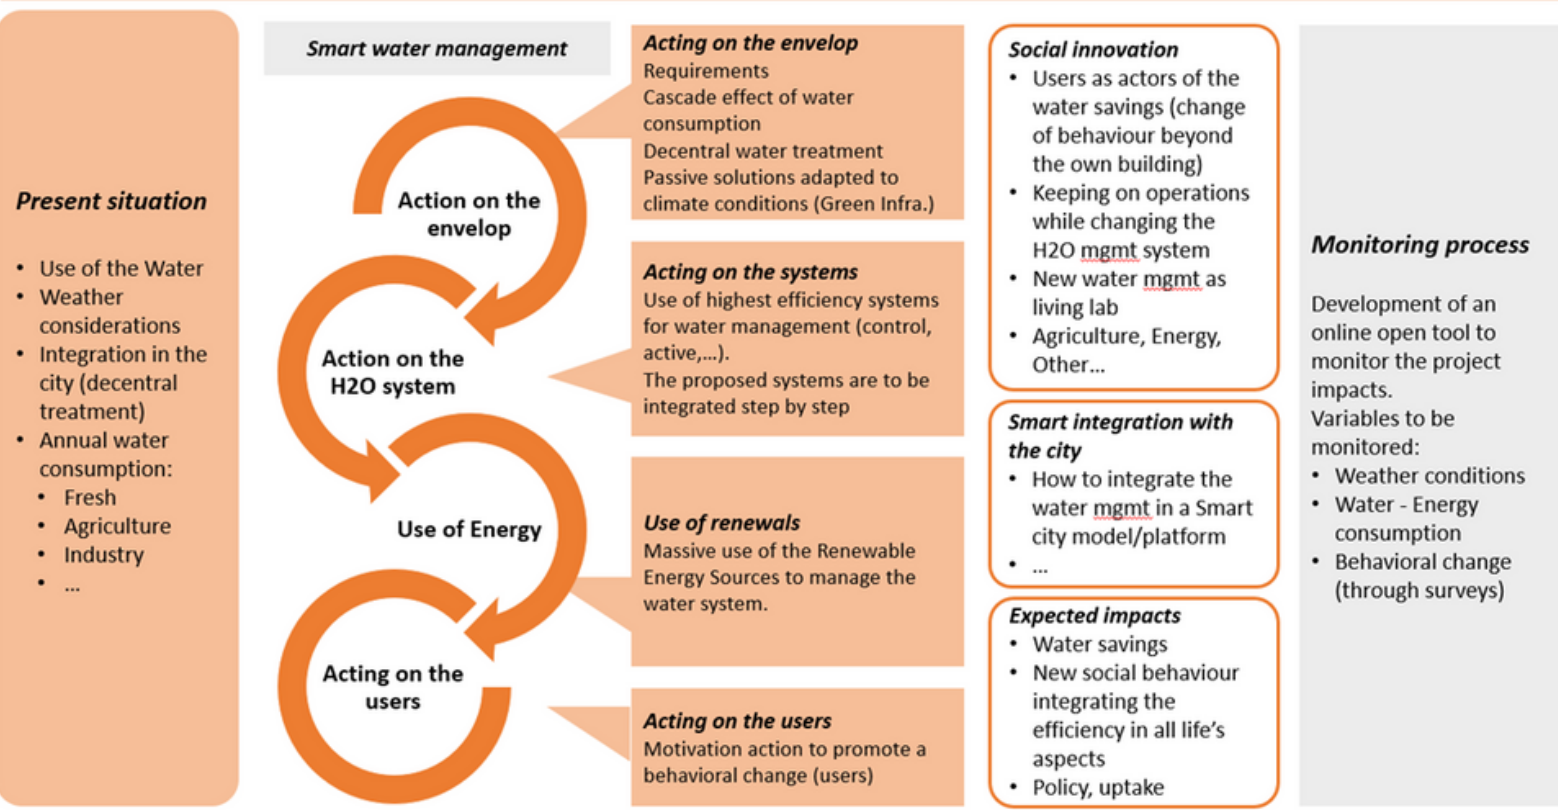 Present situation
• Use of the Water
• Weather
considerations
• Integration in the
city (decentral
treatment)
• Annual water
consumption:
• Fresh
• Agriculture
• Industry
• ...
Smart water management
Action on the
envelop
Action on the
H2O system
Use of Energy
Acting on the
users
Acting on the envelop
Requirements
Cascade effect of water
consumption
Decentral water treatment
Passive solutions adapted to
climate conditions (Green Infra.)
Acting on the systems
Use of highest efficiency systems
for water management (control,
active,...).
The proposed systems are to be
integrated step by step
Use of renewals
Massive use of the Renewable
Energy Sources to manage the
water system.
Acting on the users
Motivation action to promote a
behavioral change (users)
Social innovation
• Users as actors of the
water savings (change
of behaviour beyond
the own building)
• Keeping on operations
while changing the
H2O mgmt system
• New water mgmt as
living lab
• Agriculture, Energy,
Other...
Smart integration with
the city
• How to integrate the
water mgmt in a Smart
city model/platform
• ...
Expected impacts
• Water savings
• New social behaviour
integrating the
efficiency in all life's
aspects
• Policy, uptake
Monitoring process
Development of an
online open tool to
monitor the project
impacts.
Variables to be
monitored:
• Weather conditions
• Water - Energy
consumption
• Behavioral change
(through surveys)